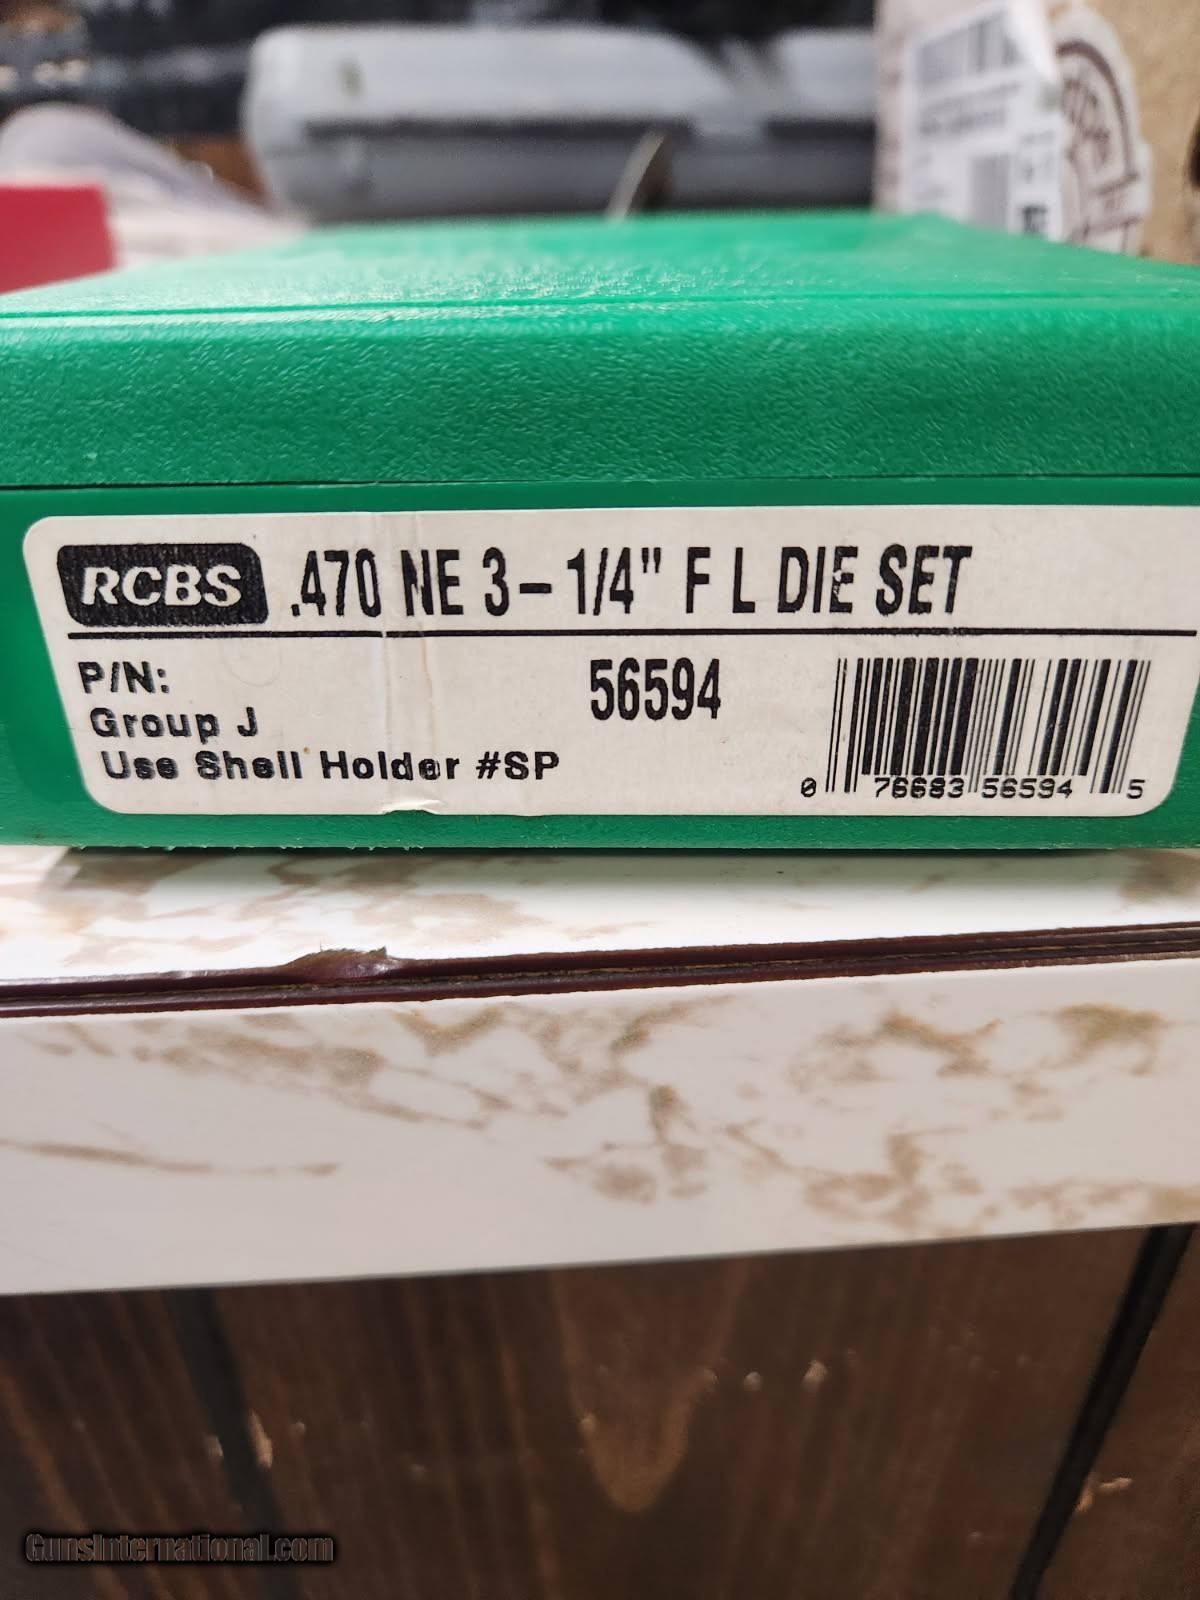 RCBS .470 NE 3-1/4" F L DIE SET
P/N: 56594
Group J
Use Shell Holder #SP
0 76683 56594 5
GunsInternational.com